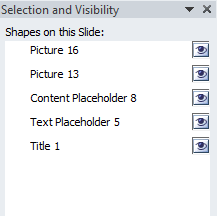 Selection and Visibility
Shapes on this Slide:
Picture 16
Picture 13
Content Placeholder 8
Text Placeholder 5
Title 1